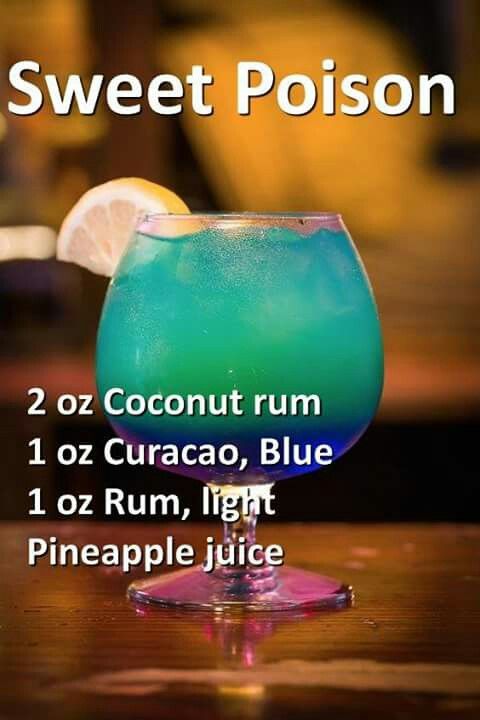 Sweet Poison
2 oz Coconut rum
1 oz Curacao, Blue
1 oz Rum, light
Pineapple juice